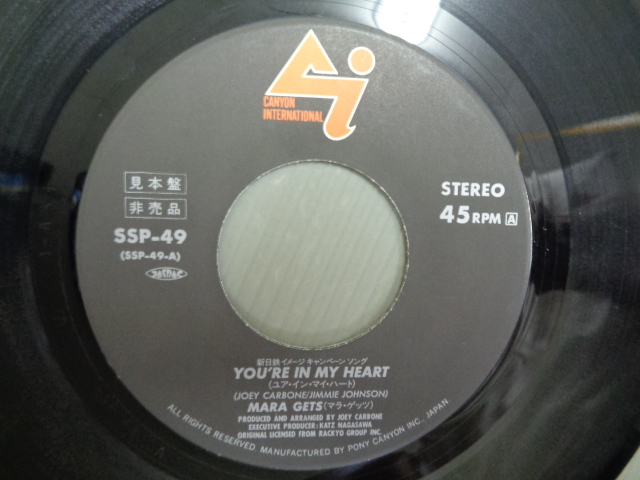 CANYON
INTERNATIONAL
見本盤
非売品
SSP-49
(SSP-49-A)
STEREO
45 RPM A
新日鉄イメージキャンペーンソング
YOU'RE IN MY HEART
(ユア・イン・マイ・ハート)
(JOEY CARBONE/JIMMIE JOHNSON)
MARA GETS(マラ・ゲッツ)
PRODUCED AND ARRANGED BY JOEY CARBONE
EXECUTIVE PRODUCER: KATZ NAGASAWA
ORIGINAL LICENSED FROM RACKYO GROUP INC.
ALL RIGHTS RESERVED. MANUFACTURED BY PONY CANYON INC., JAPAN